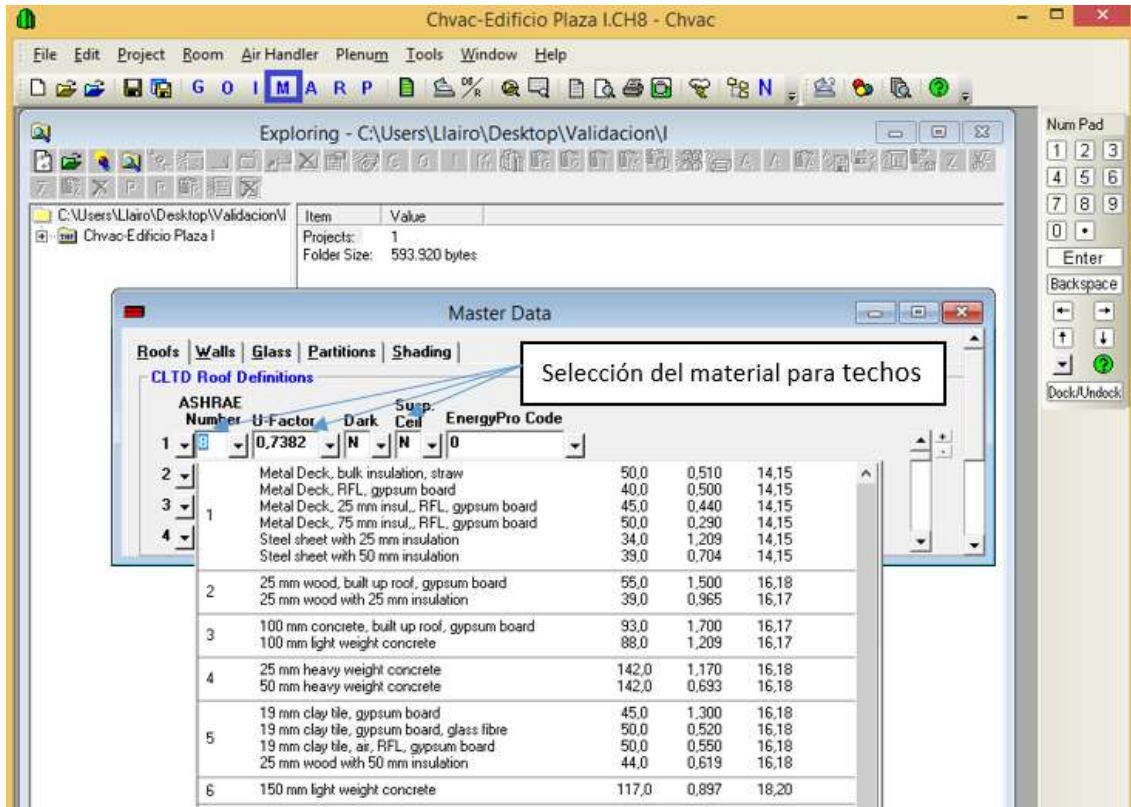 Chvac-Edificio Plaza I.CH8 - Chvac
File Edit Project Room Air Handler Plenum Tools Window Help
G O I M A R P N
Exploring - C:\Users\Llairo\Desktop\Validacion\I
Num Pad
1 2 3
4 5 6
7 8 9
0 •
Enter
Backspace
Dock/Undock
C:\Users\Llairo\Desktop\Validacion\I
Chvac-Edificio Plaza I
Item Value
Projects: 1
Folder Size: 593.920 bytes
Master Data
Roofs Walls Glass Partitions Shading
Selección del material para techos
CLTD Roof Definitions
ASHRAE Number U-Factor Dark Susp. Ceil EnergyPro Code
1 8 0,7382 N N 0
2
3
4
1
Metal Deck, bulk insulation, straw 50,0 0,510 14,15
Metal Deck, RFL, gypsum board 40,0 0,500 14,15
Metal Deck, 25 mm insul,, RFL, gypsum board 45,0 0,440 14,15
Metal Deck, 75 mm insul,, RFL, gypsum board 50,0 0,290 14,15
Steel sheet with 25 mm insulation 34,0 1,209 14,15
Steel sheet with 50 mm insulation 39,0 0,704 14,15
2
25 mm wood, built up roof, gypsum board 55,0 1,500 16,18
25 mm wood with 25 mm insulation 39,0 0,965 16,17
3
100 mm concrete, built up roof, gypsum board 93,0 1,700 16,17
100 mm light weight concrete 88,0 1,209 16,17
4
25 mm heavy weight concrete 142,0 1,170 16,18
50 mm heavy weight concrete 142,0 0,693 16,18
5
19 mm clay tile, gypsum board 45,0 1,300 16,18
19 mm clay tile, gypsum board, glass fibre 50,0 0,520 16,18
19 mm clay tile, air, RFL, gypsum board 50,0 0,550 16,18
25 mm wood with 50 mm insulation 44,0 0,619 16,18
6 150 mm light weight concrete 117,0 0,897 18,20